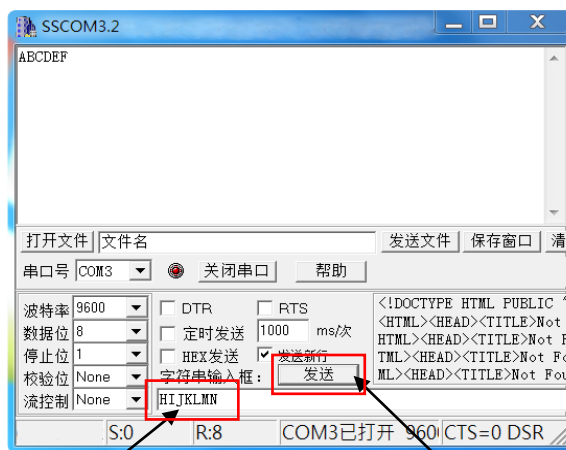 SSCOM3.2
ABCDEF
打开文件 文件名 发送文件 保存窗口 清
串口号 COM3 关闭串口 帮助
波特率 9600 DTR RTS
数据位 8 定时发送 1000 ms/次
停止位 1 HEX发送 发送新行
校验位 None 字符串输入框: 发送
流控制 None HIJKLMN
<!DOCTYPE HTML PUBLIC "
<HTML><HEAD><TITLE>Not
HTML><HEAD><TITLE>Not F
TML><HEAD><TITLE>Not Fo
ML><HEAD><TITLE>Not Fou
S:0 R:8 COM3已打开 960 CTS=0 DSR